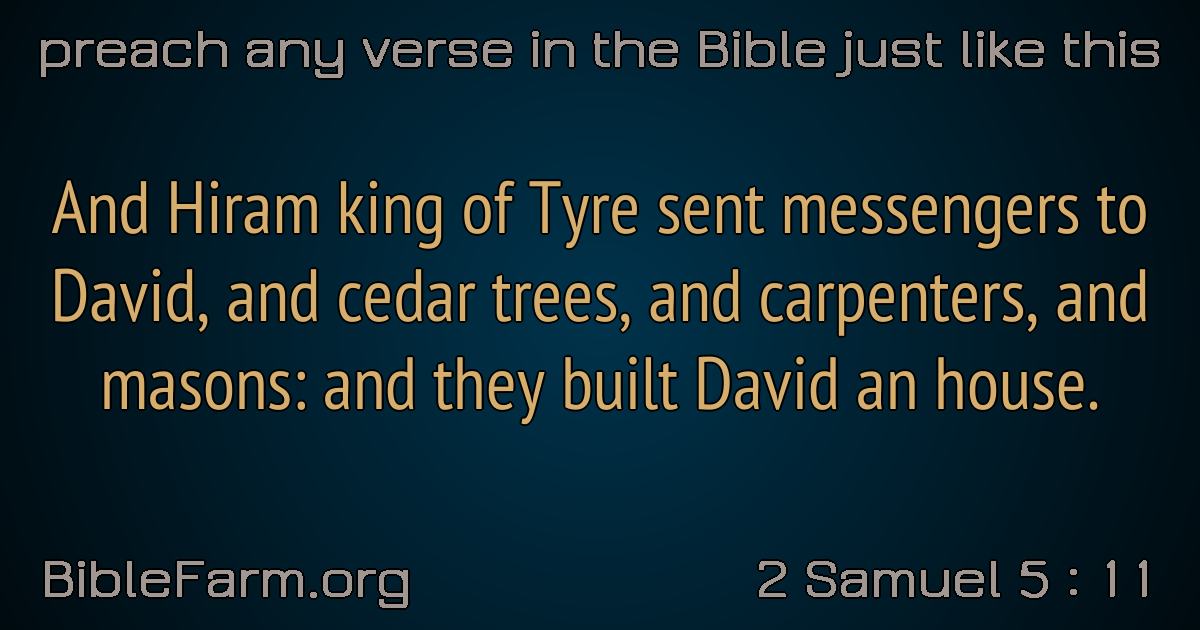 preach any verse in the Bible just like this
And Hiram king of Tyre sent messengers to
David, and cedar trees, and carpenters, and
masons: and they built David an house.
BibleFarm.org
2 Samuel 5 : 11